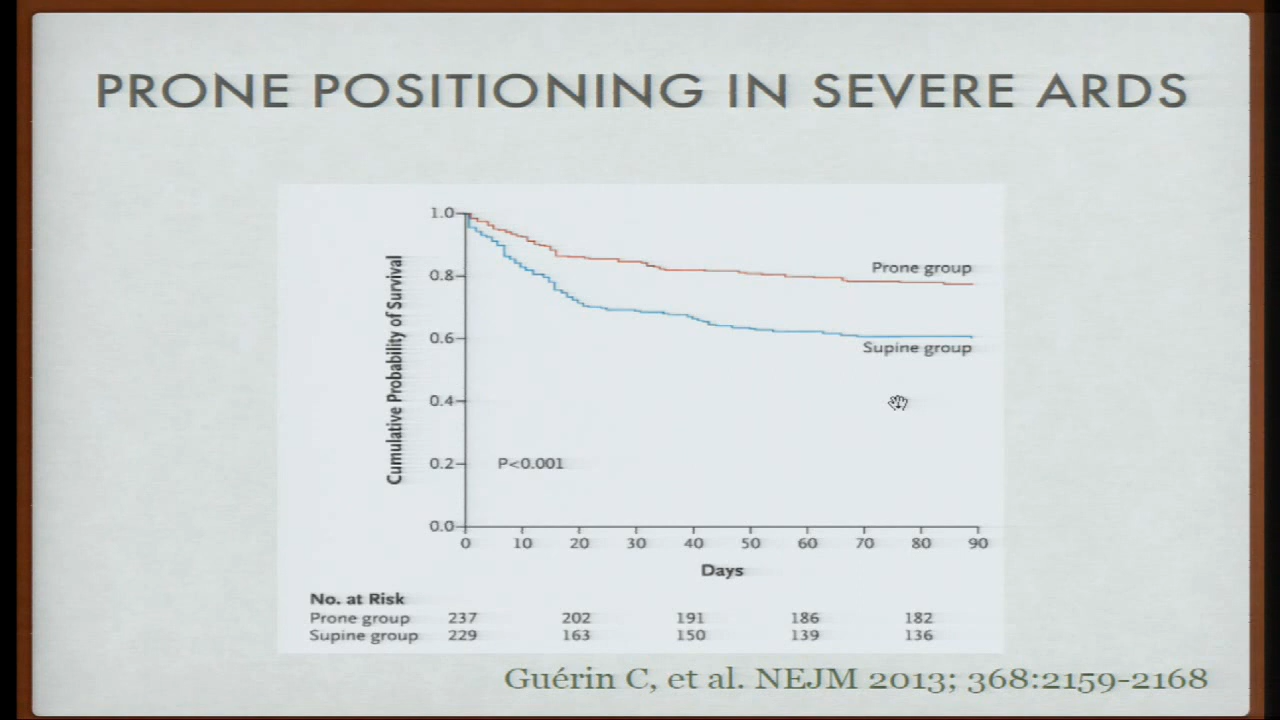 PRONE POSITIONING IN SEVERE ARDS
1.0
0.8
0.6
0.4
0.2
0.0
Cumulative Probability of Survival
Prone group
Supine group
P<0.001
0 10 20 30 40 50 60 70 80 90
Days
No. at Risk
Prone group 237 202 191 186 182
Supine group 229 163 150 139 136
Guérin C, et al. NEJM 2013; 368:2159-2168